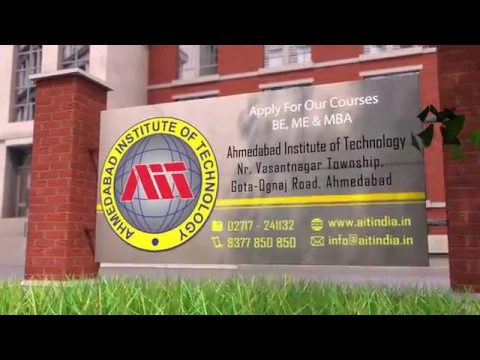 Apply For Our Courses
BE, ME & MBA
Ahmedabad Institute of Technology
Nr. Vasantnagar Township,
Gota-Ognaj Road, Ahmedabad
02717 - 241132
www.aitindia.in
8377 850 850
info@aitindia.in
AHMEDABAD INSTITUTE OF TECHNOLOGY
AiT